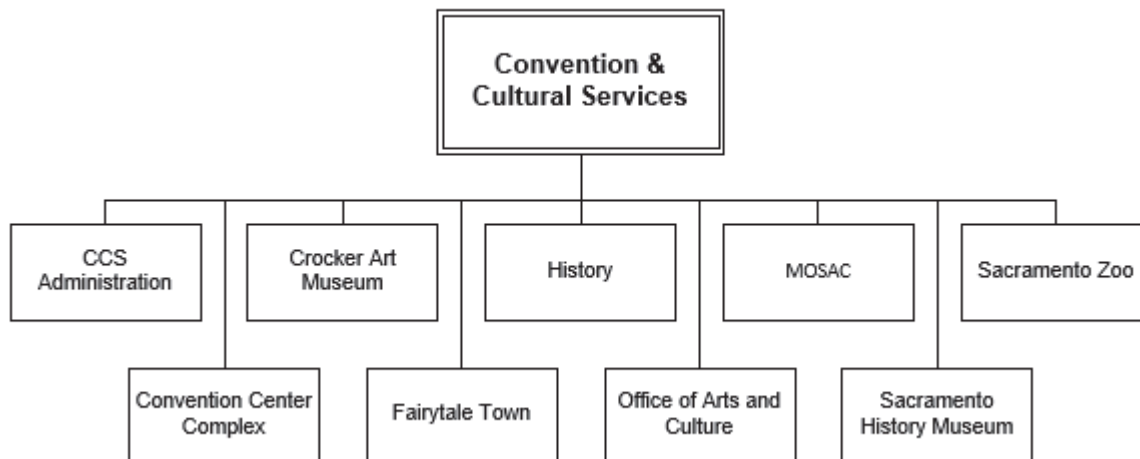 Convention &
Cultural Services
CCS
Administration
Crocker Art
Museum
History
MOSAC
Sacramento Zoo
Convention Center
Complex
Fairytale Town
Office of Arts and
Culture
Sacramento
History Museum